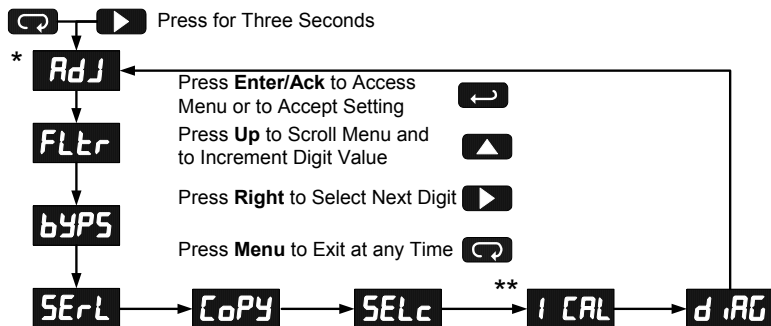 Press for Three Seconds
*
AdJ
Press Enter/Ack to Access
Menu or to Accept Setting
FLtr
Press Up to Scroll Menu and
to Increment Digit Value
bYPS
Press Right to Select Next Digit
Press Menu to Exit at any Time
**
SErL
CoPY
SELc
I CAL
diAG